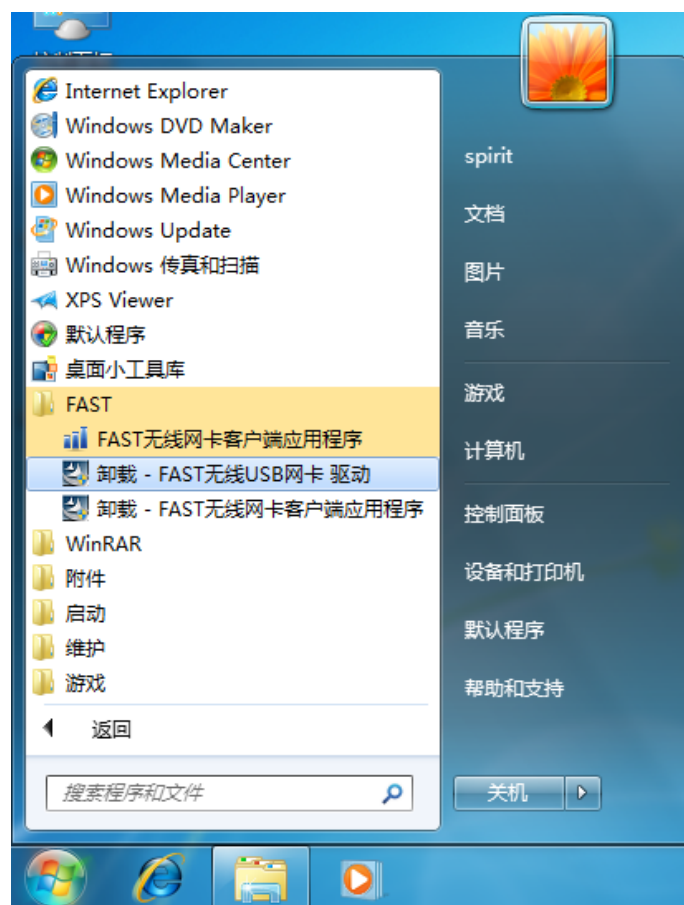 Internet Explorer
Windows DVD Maker
Windows Media Center
Windows Media Player
Windows Update
Windows 传真和扫描
XPS Viewer
默认程序
桌面小工具库
FAST
FAST无线网卡客户端应用程序
卸载 - FAST无线USB网卡 驱动
卸载 - FAST无线网卡客户端应用程序
WinRAR
附件
启动
维护
游戏
返回
搜索程序和文件
spirit
文档
图片
音乐
游戏
计算机
控制面板
设备和打印机
默认程序
帮助和支持
关机